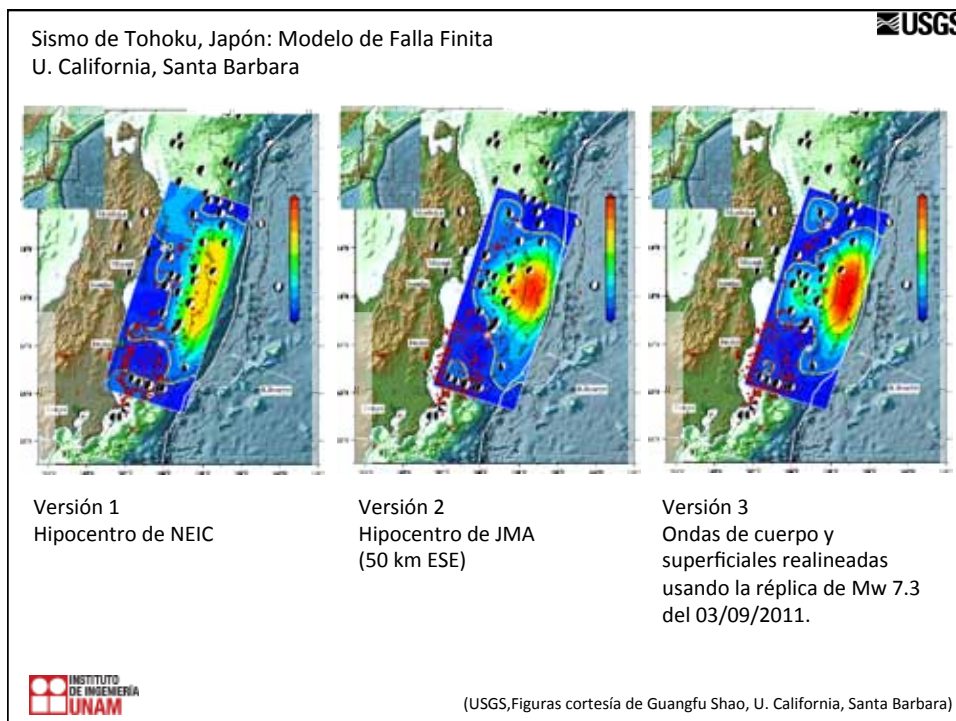 Sismo de Tohoku, Japón: Modelo de Falla Finita
U. California, Santa Barbara
USGS
Versión 1
Hipocentro de NEIC
Versión 2
Hipocentro de JMA
(50 km ESE)
Versión 3
Ondas de cuerpo y
superficiales realineadas
usando la réplica de Mw 7.3
del 03/09/2011.
INSTITUTO
DE INGENIERÍA
UNAM
(USGS,Figuras cortesía de Guangfu Shao, U. California, Santa Barbara)